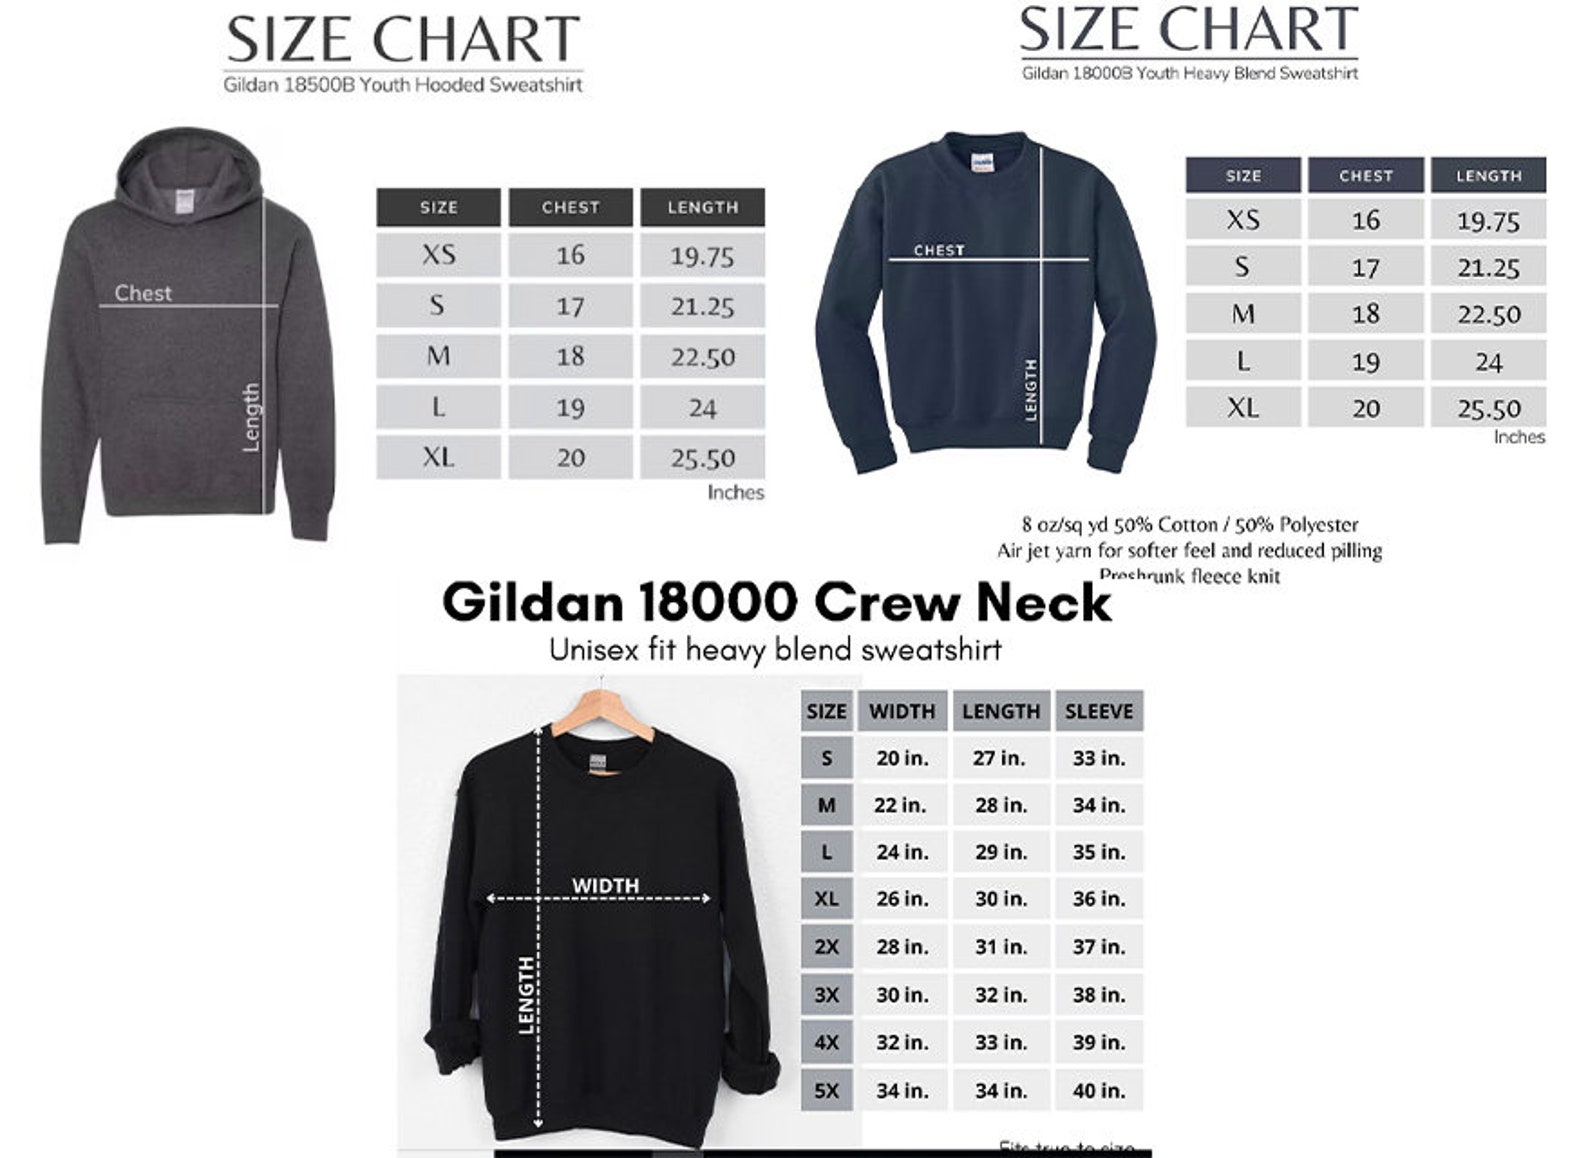 SIZE CHART
Gildan 18500B Youth Hooded Sweatshirt
Chest
Length
SIZE CHEST LENGTH
XS 16 19.75
S 17 21.25
M 18 22.50
L 19 24
XL 20 25.50
Inches
SIZE CHART
Gildan 18000B Youth Heavy Blend Sweatshirt
CHEST
LENGTH
SIZE CHEST LENGTH
XS 16 19.75
S 17 21.25
M 18 22.50
L 19 24
XL 20 25.50
Inches
8 oz/sq yd 50% Cotton / 50% Polyester
Air jet yarn for softer feel and reduced pilling
Preshrunk fleece knit
Gildan 18000 Crew Neck
Unisex fit heavy blend sweatshirt
WIDTH
LENGTH
SIZE WIDTH LENGTH SLEEVE
S 20 in. 27 in. 33 in.
M 22 in. 28 in. 34 in.
L 24 in. 29 in. 35 in.
XL 26 in. 30 in. 36 in.
2X 28 in. 31 in. 37 in.
3X 30 in. 32 in. 38 in.
4X 32 in. 33 in. 39 in.
5X 34 in. 34 in. 40 in.
Fits true to size